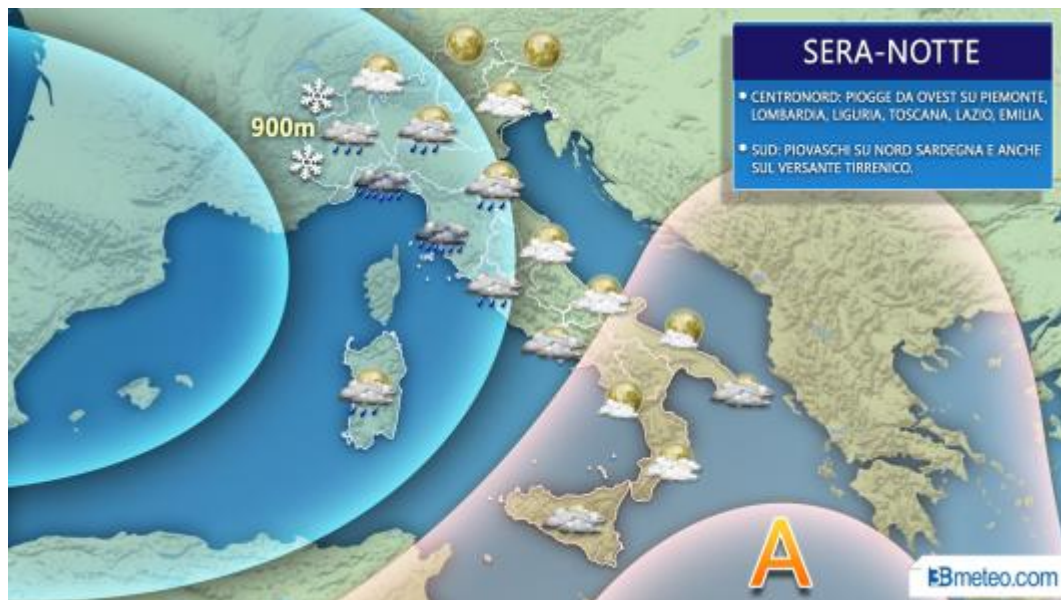 SERA-NOTTE
• CENTRONORD: PIOGGE DA OVEST SU PIEMONTE,
LOMBARDIA, LIGURIA, TOSCANA, LAZIO, EMILIA.
• SUD: PIOVASCHI SU NORD SARDEGNA E ANCHE
SUL VERSANTE TIRRENICO.
900m
A
3Bmeteo.com